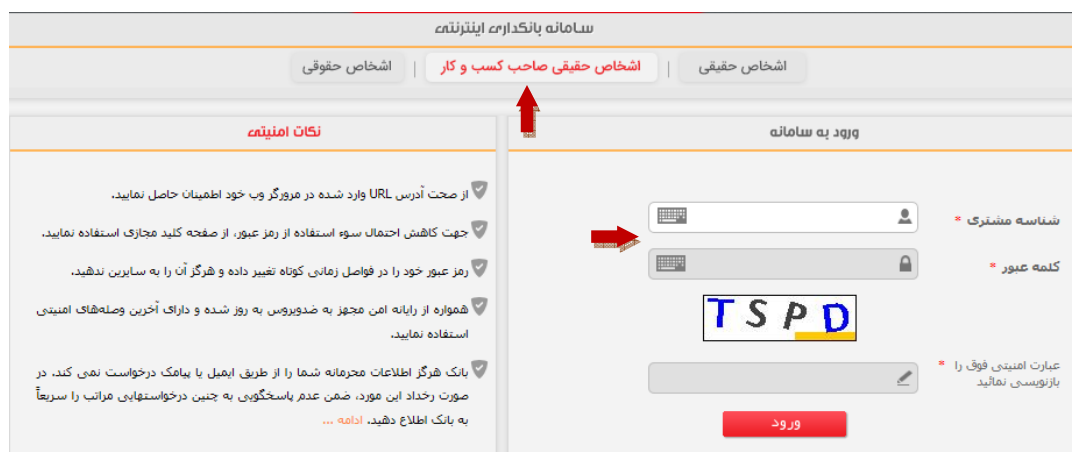 سامانه بانکداری اینترنتی
اشخاص حقیقی | اشخاص حقیقی صاحب کسب و کار | اشخاص حقوقی
ورود به سامانه
شناسه مشتری *
کلمه عبور *
TSPD
عبارت امنیتی فوق را *
بازنویسی نمائید
ورود
نکات امنیتی
از صحت آدرس URL وارد شده در مرورگر وب خود اطمینان حاصل نمایید.
جهت کاهش احتمال سوء استفاده از رمز عبور، از صفحه کلید مجازی استفاده نمایید.
رمز عبور خود را در فواصل زمانی کوتاه تغییر داده و هرگز آن را به سایرین ندهید.
همواره از رایانه امن مجهز به ضدویروس به روز شده و دارای آخرین وصله‌های امنیتی
استفاده نمایید.
بانک هرگز اطلاعات محرمانه شما را از طریق ایمیل یا پیامک درخواست نمی کند. در
صورت رخداد این مورد، ضمن عدم پاسخگویی به چنین درخواستهایی مراتب را سریعاً
به بانک اطلاع دهید. ادامه ...